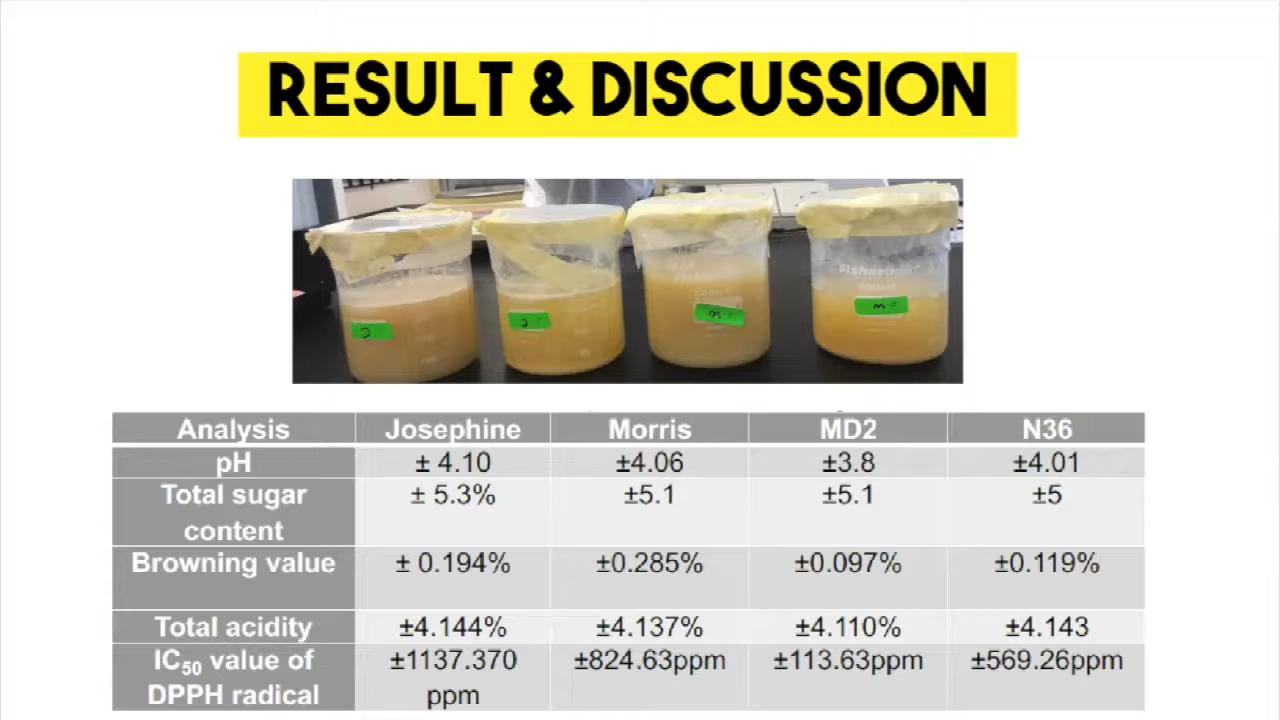 RESULT & DISCUSSION
Analysis Josephine Morris MD2 N36
pH ± 4.10 ±4.06 ±3.8 ±4.01
Total sugar ± 5.3% ±5.1 ±5.1 ±5
content
Browning value ± 0.194% ±0.285% ±0.097% ±0.119%
Total acidity ±4.144% ±4.137% ±4.110% ±4.143
IC50 value of ±1137.370 ±824.63ppm ±113.63ppm ±569.26ppm
DPPH radical ppm